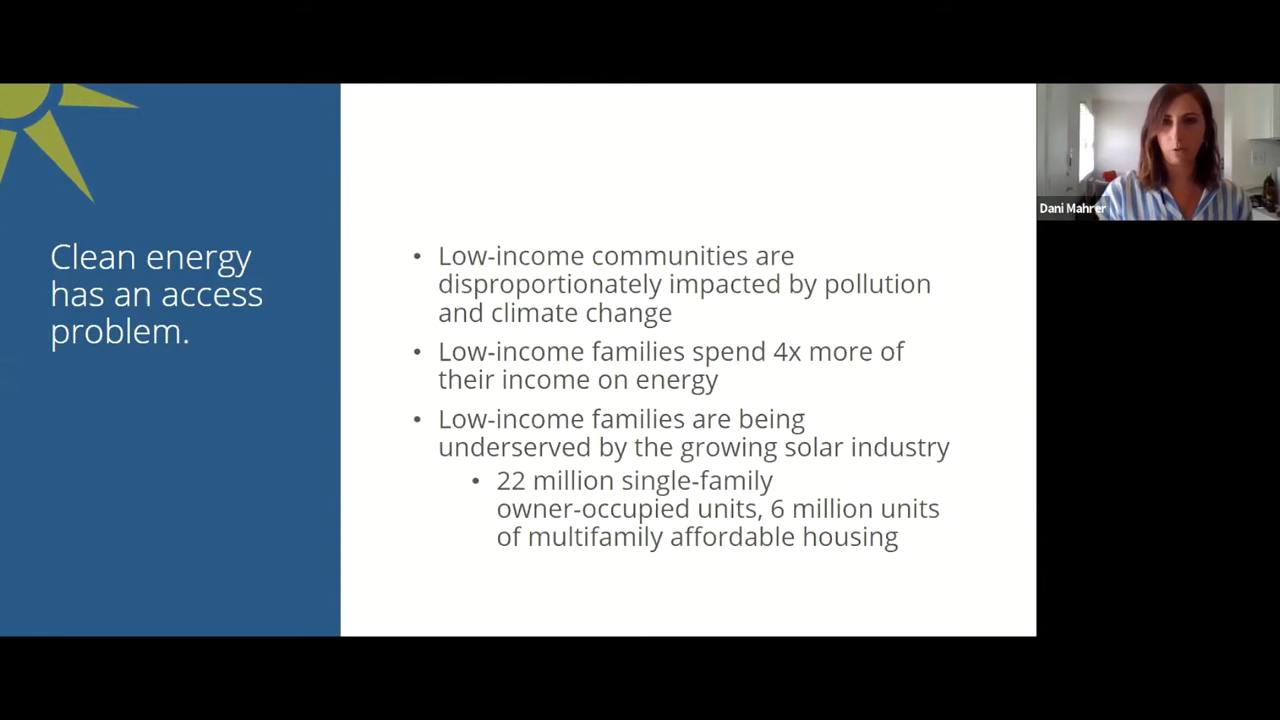 Clean energy
has an access
problem.
• Low-income communities are
disproportionately impacted by pollution
and climate change
• Low-income families spend 4x more of
their income on energy
• Low-income families are being
underserved by the growing solar industry
• 22 million single-family
owner-occupied units, 6 million units
of multifamily affordable housing
Dani Mahrer